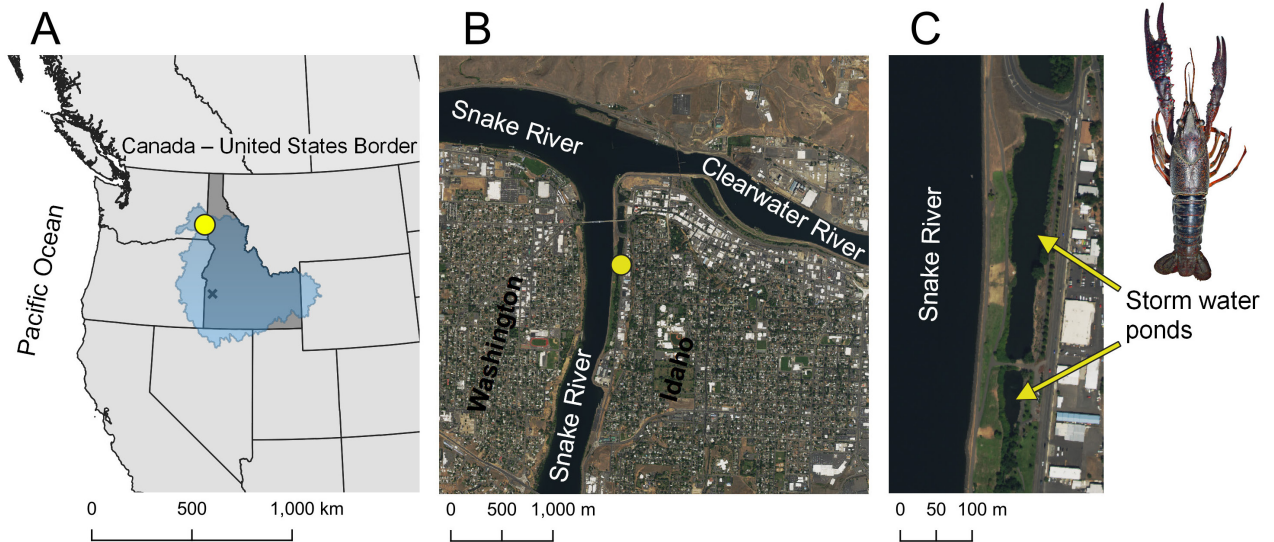 A
B
C
Canada – United States Border
Pacific Ocean
0 500 1,000 km
Snake River
Clearwater River
Washington
Idaho
Snake River
0 500 1,000 m
Snake River
Storm water
ponds
0 50 100 m